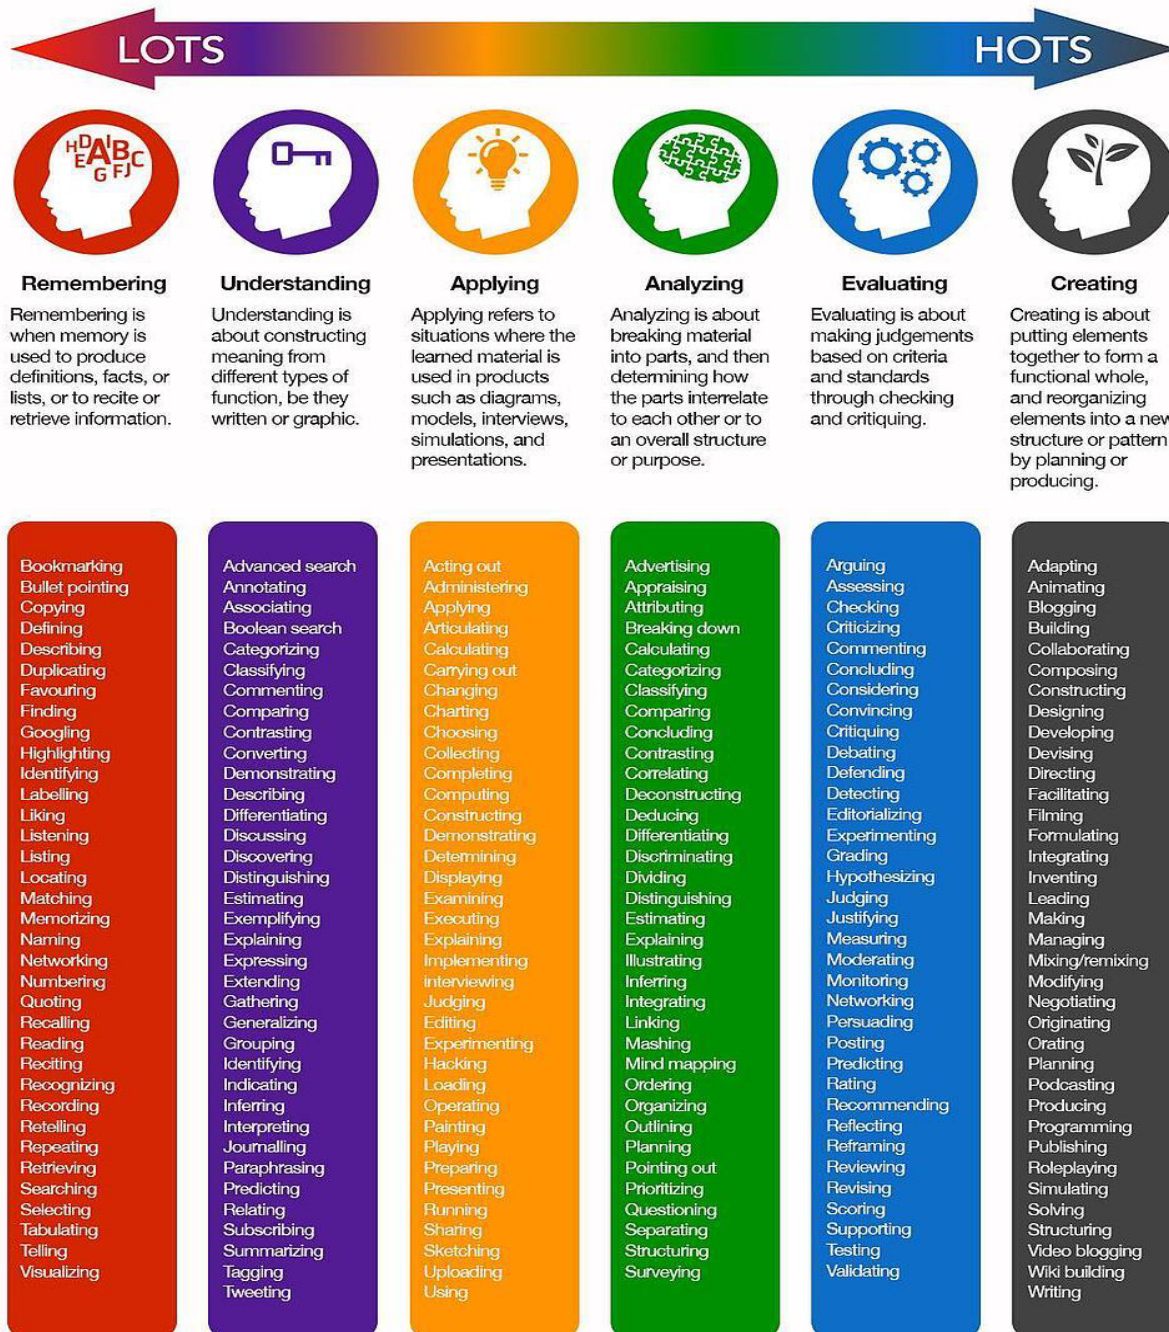 LOTS
HOTS
H D A I B C
E G F J
Remembering
Remembering is
when memory is
used to produce
definitions, facts, or
lists, or to recite or
retrieve information.
Understanding
Understanding is
about constructing
meaning from
different types of
function, be they
written or graphic.
Applying
Applying refers to
situations where the
learned material is
used in products
such as diagrams,
models, interviews,
simulations, and
presentations.
Analyzing
Analyzing is about
breaking material
into parts, and then
determining how
the parts interrelate
to each other or to
an overall structure
or purpose.
Evaluating
Evaluating is about
making judgements
based on criteria
and standards
through checking
and critiquing.
Creating
Creating is about
putting elements
together to form a
functional whole,
and reorganizing
elements into a new
structure or pattern
by planning or
producing.
Bookmarking
Bullet pointing
Copying
Defining
Describing
Duplicating
Favouring
Finding
Googling
Highlighting
Identifying
Labelling
Liking
Listening
Listing
Locating
Matching
Memorizing
Naming
Networking
Numbering
Quoting
Recalling
Reading
Reciting
Recognizing
Recording
Retelling
Repeating
Retrieving
Searching
Selecting
Tabulating
Telling
Visualizing
Advanced search
Annotating
Associating
Boolean search
Categorizing
Classifying
Commenting
Comparing
Contrasting
Converting
Demonstrating
Describing
Differentiating
Discussing
Discovering
Distinguishing
Estimating
Exemplifying
Explaining
Expressing
Extending
Gathering
Generalizing
Grouping
Identifying
Indicating
Inferring
Interpreting
Journalling
Paraphrasing
Predicting
Relating
Subscribing
Summarizing
Tagging
Tweeting
Acting out
Administering
Applying
Articulating
Calculating
Carrying out
Changing
Charting
Choosing
Collecting
Completing
Computing
Constructing
Demonstrating
Determining
Displaying
Examining
Executing
Explaining
Implementing
interviewing
Judging
Editing
Experimenting
Hacking
Loading
Operating
Painting
Playing
Preparing
Presenting
Running
Sharing
Sketching
Uploading
Using
Advertising
Appraising
Attributing
Breaking down
Calculating
Categorizing
Classifying
Comparing
Concluding
Contrasting
Correlating
Deconstructing
Deducing
Differentiating
Discriminating
Dividing
Distinguishing
Estimating
Explaining
Illustrating
Inferring
Integrating
Linking
Mashing
Mind mapping
Ordering
Organizing
Outlining
Planning
Pointing out
Prioritizing
Questioning
Separating
Structuring
Surveying
Arguing
Assessing
Checking
Criticizing
Commenting
Concluding
Considering
Convincing
Critiquing
Debating
Defending
Detecting
Editorializing
Experimenting
Grading
Hypothesizing
Judging
Justifying
Measuring
Moderating
Monitoring
Networking
Persuading
Posting
Predicting
Rating
Recommending
Reflecting
Reframing
Reviewing
Revising
Scoring
Supporting
Testing
Validating
Adapting
Animating
Blogging
Building
Collaborating
Composing
Constructing
Designing
Developing
Devising
Directing
Facilitating
Filming
Formulating
Integrating
Inventing
Leading
Making
Managing
Mixing/remixing
Modifying
Negotiating
Originating
Orating
Planning
Podcasting
Producing
Programming
Publishing
Roleplaying
Simulating
Solving
Structuring
Video blogging
Wiki building
Writing